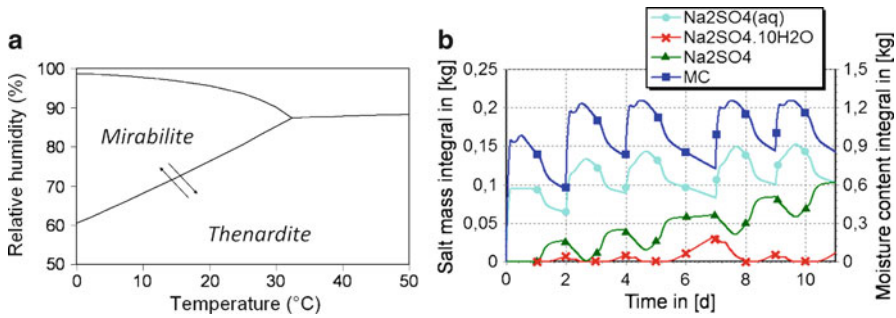 a
Relative humidity (%)
100
90
80
70
60
50
Mirabilite
Thenardite
0
10
20
30
40
50
Temperature (°C)
b
Na2SO4(aq)
Na2SO4.10H2O
Na2SO4
MC
Salt mass integral in [kg]
0,25
0,2
0,15
0,1
0,05
0
1,5
1,2
0,9
0,6
0,3
0
Moisture content integral in [kg]
0
2
4
6
8
10
Time in [d]